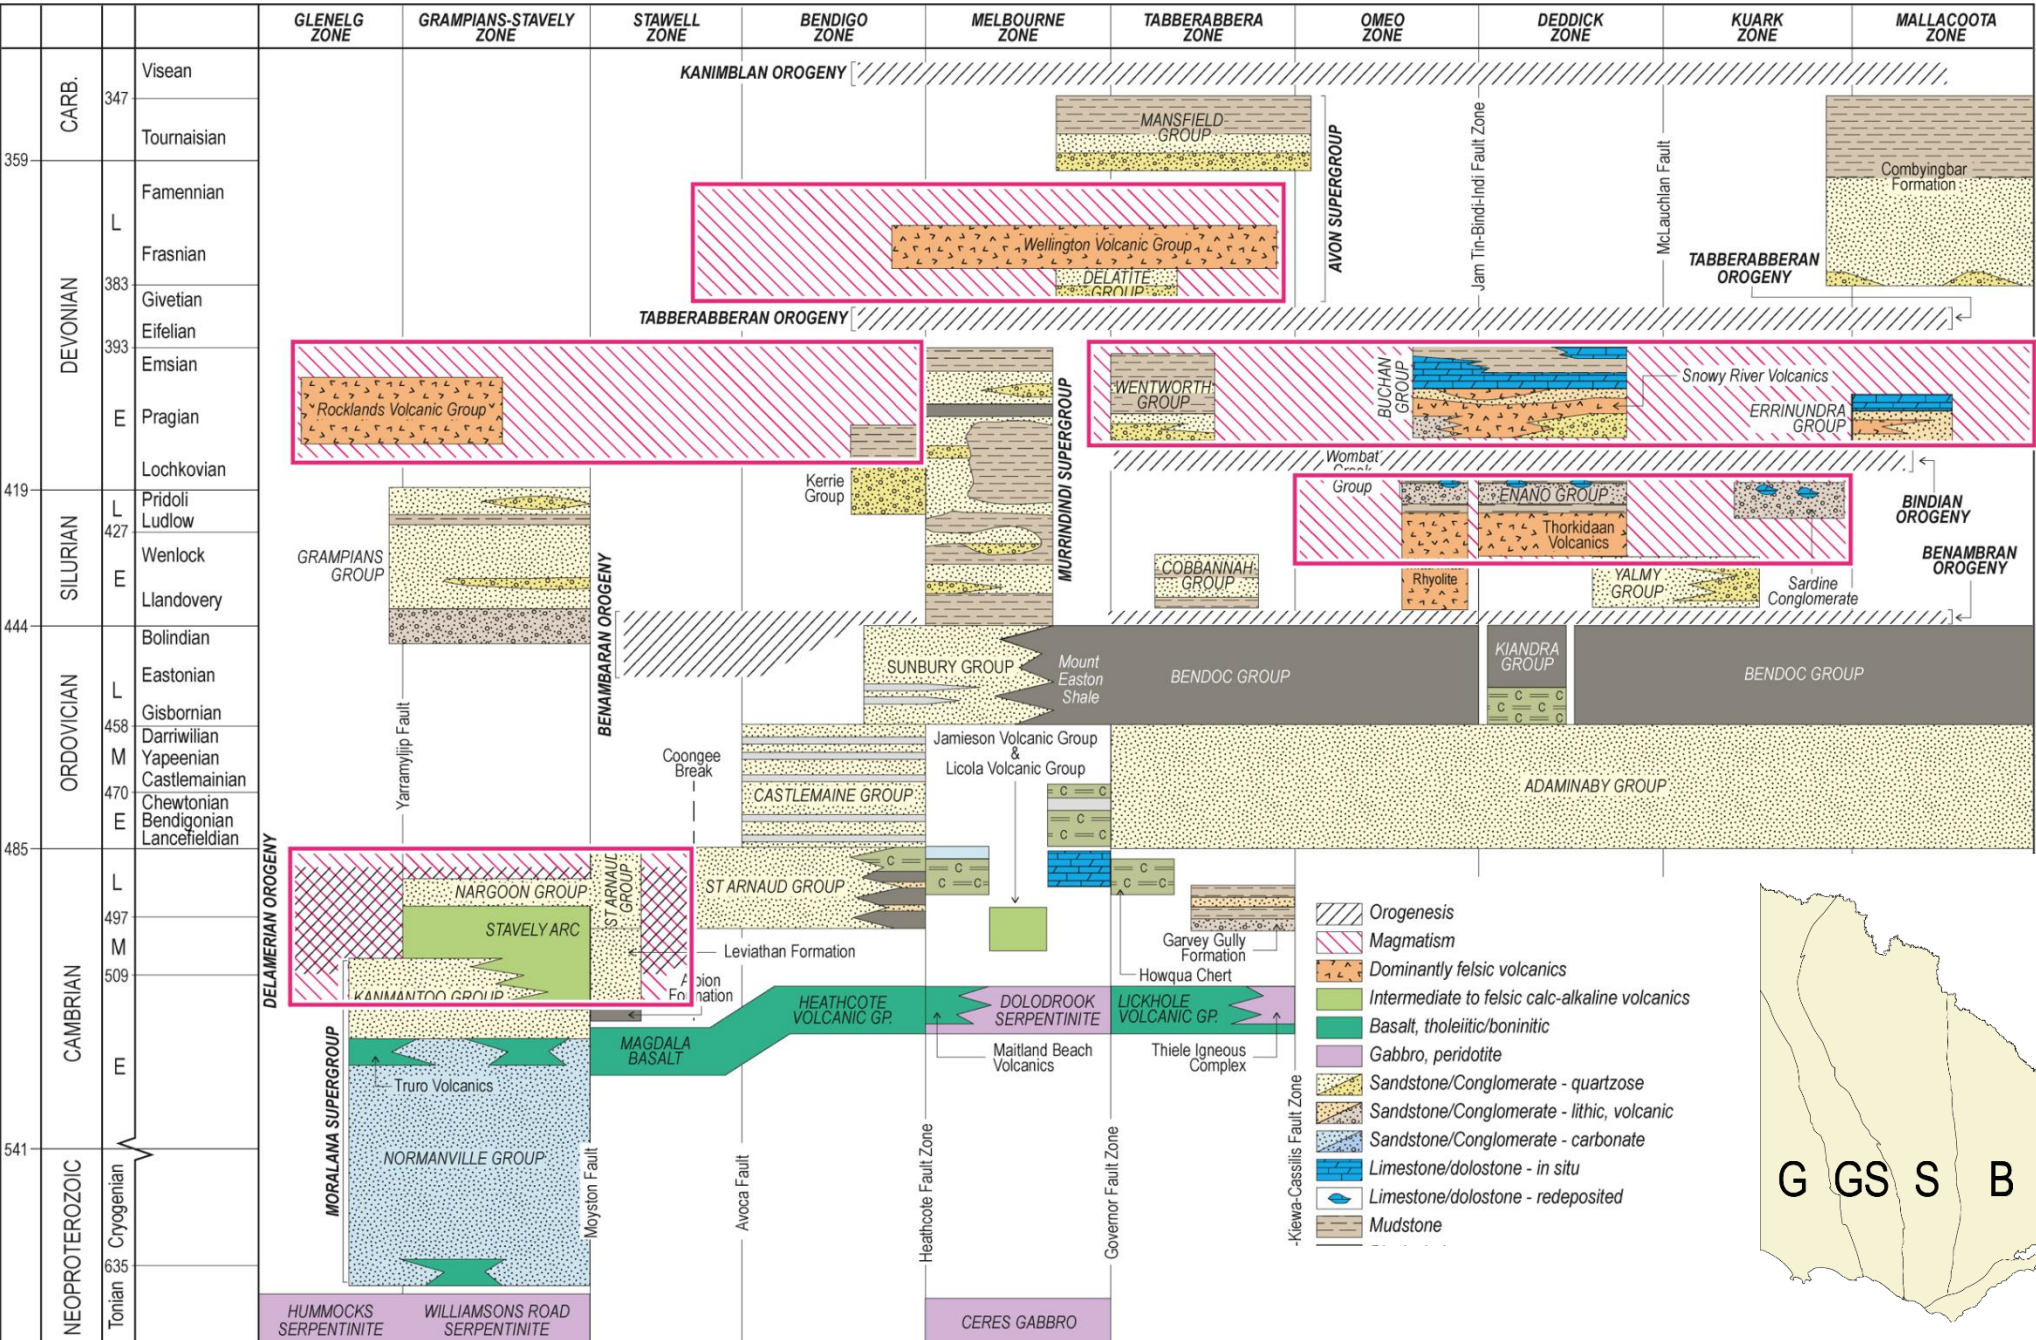 GLENELG
ZONE
GRAMPIANS-STAVELY
ZONE
STAWELL
ZONE
BENDIGO
ZONE
MELBOURNE
ZONE
TABBERABBERA
ZONE
OMEO
ZONE
DEDDICK
ZONE
KUARK
ZONE
MALLACOOTA
ZONE
CARB.
DEVONIAN
SILURIAN
ORDOVICIAN
CAMBRIAN
NEOPROTEROZOIC
359
419
444
485
541
L
E
L
E
L
M
E
L
M
E
Cryogenian
Tonian
347
383
393
427
458
470
497
509
635
Visean
Tournaisian
Famennian
Frasnian
Givetian
Eifelian
Emsian
Pragian
Lochkovian
Pridoli
Ludlow
Wenlock
Llandovery
Bolindian
Eastonian
Gisbornian
Darriwilian
Yapeenian
Castlemainian
Chewtonian
Bendigonian
Lancefieldian
KANIMBLAN OROGENY
MANSFIELD
GROUP
AVON SUPERGROUP
Jam Tin-Bindi-Indi Fault Zone
McLauchlan Fault
Combyingbar
Formation
Wellington Volcanic Group
DELATITE
GROUP
TABBERABBERAN
OROGENY
TABBERABBERAN OROGENY
Rocklands Volcanic Group
WENTWORTH
GROUP
BUCHAN
GROUP
Snowy River Volcanics
ERRINUNDRA
GROUP
MURRINDINDI SUPERGROUP
Kerrie
Group
Wombat
Creek
Group
ENANO GROUP
Thorkidaan
Volcanics
BINDIAN
OROGENY
GRAMPIANS
GROUP
BENAMBRAN
OROGENY
COBBANNAH
GROUP
Rhyolite
YALMY
GROUP
Sardine
Conglomerate
BENAMBARAN OROGENY
SUNBURY GROUP
Mount
Easton
Shale
BENDOC GROUP
KIANDRA
GROUP
C C
C C
BENDOC GROUP
Yarramyljip Fault
Coongee
Break
Jamieson Volcanic Group
&
Licola Volcanic Group
CASTLEMAINE GROUP
C C
C C
C C
ADAMINABY GROUP
DELAMERIAN OROGENY
NARGOON GROUP
ST ARNAUD
GROUP
ST ARNAUD GROUP
C
C
C C
C
C C
STAVELY ARC
Leviathan Formation
Garvey Gully
Formation
Howqua Chert
KANMANTOO GROUP
Albion
Formation
HEATHCOTE
VOLCANIC GP.
DOLODROOK
SERPENTINITE
LICKHOLE
VOLCANIC GP.
MAGDALA
BASALT
Maitland Beach
Volcanics
Thiele Igneous
Complex
Truro Volcanics
MORALANA SUPERGROUP
NORMANVILLE GROUP
Moyston Fault
Avoca Fault
Heathcote Fault Zone
Governor Fault Zone
-Kiewa-Cassilis Fault Zone
HUMMOCKS
SERPENTINITE
WILLIAMSONS ROAD
SERPENTINITE
CERES GABBRO
Orogenesis
Magmatism
Dominantly felsic volcanics
Intermediate to felsic calc-alkaline volcanics
Basalt, tholeiitic/boninitic
Gabbro, peridotite
Sandstone/Conglomerate - quartzose
Sandstone/Conglomerate - lithic, volcanic
Sandstone/Conglomerate - carbonate
Limestone/dolostone - in situ
Limestone/dolostone - redeposited
Mudstone
G GS S B